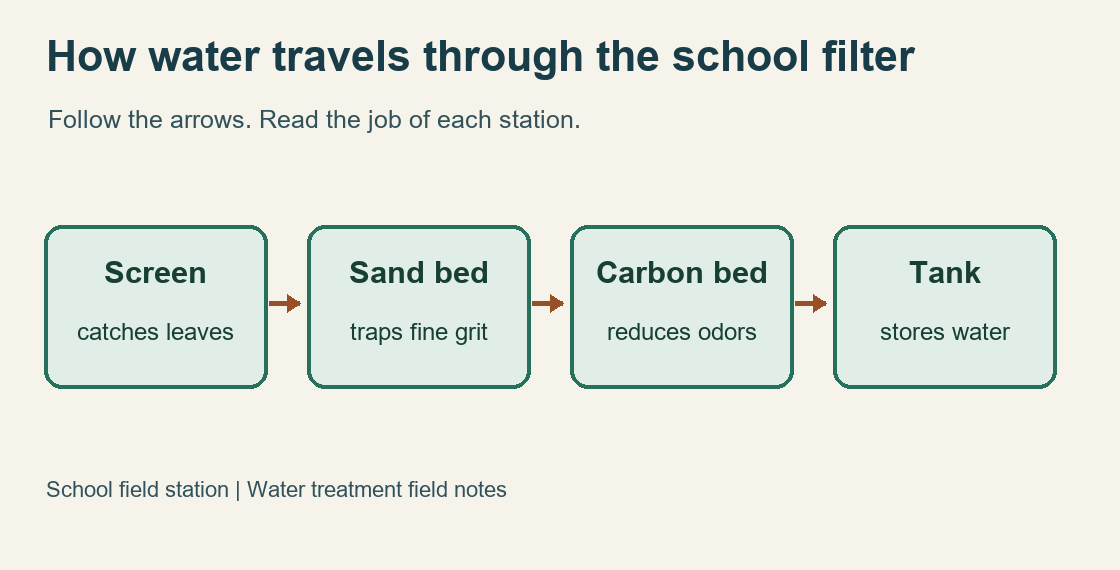 How water travels through the school filter
Follow the arrows. Read the job of each station.
Screen
catches leaves
Sand bed
traps fine grit
Carbon bed
reduces odors
Tank
stores water
School field station | Water treatment field notes